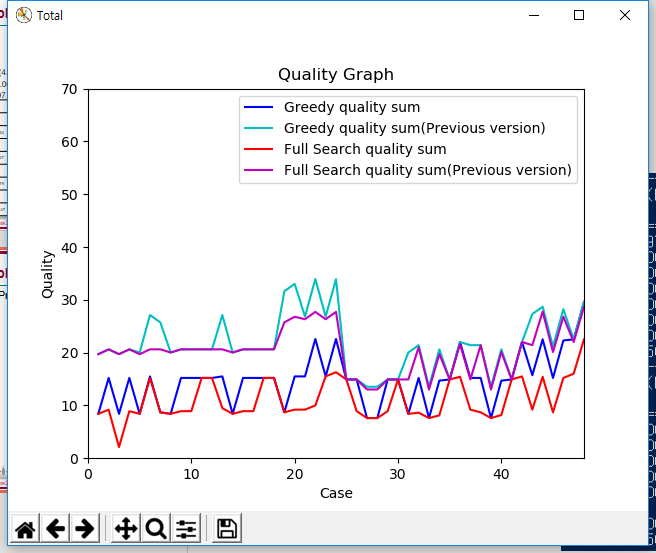 Total
Quality Graph
Greedy quality sum
Greedy quality sum(Previous version)
Full Search quality sum
Full Search quality sum(Previous version)
70
60
50
40
30
20
10
0
Quality
0 10 20 30 40
Case